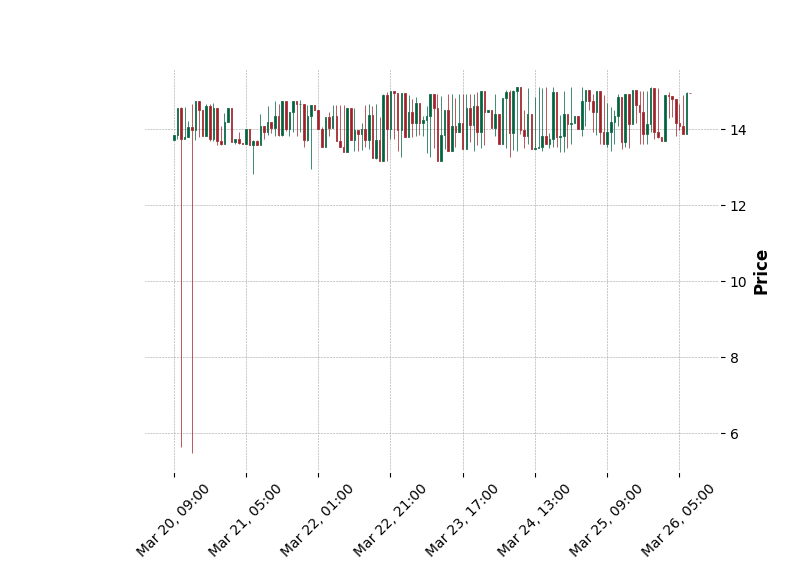 14
12
10
8
6
Price
Mar 20, 09:00
Mar 21, 05:00
Mar 22, 01:00
Mar 22, 21:00
Mar 23, 17:00
Mar 24, 13:00
Mar 25, 09:00
Mar 26, 05:00